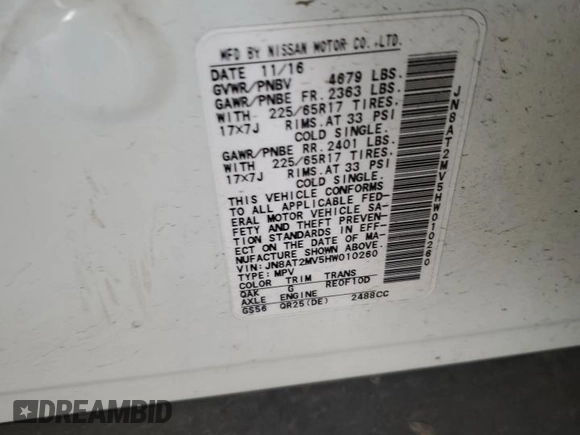 MFD BY NISSAN MOTOR CO.,LTD.
DATE 11/16
GVWR/PNBV 4679 LBS.
GAWR/PNBE FR. 2363 LBS.
WITH 225/65R17 TIRES.
17X7J RIMS.AT 33 PSI
COLD SINGLE.
GAWR/PNBE RR. 2401 LBS.
WITH 225/65R17 TIRES.
17X7J RIMS.AT 33 PSI
COLD SINGLE.
THIS VEHICLE CONFORMS
TO ALL APPLICABLE FED-
ERAL MOTOR VEHICLE SA-
FETY AND THEFT PREVEN-
TION STANDARDS IN EFF-
ECT ON THE DATE OF MA-
NUFACTURE SHOWN ABOVE.
VIN:JN8AT2MV5HW010260
TYPE:MPV
COLOR TRIM TRANS
QAK G RE0F10D
AXLE ENGINE
GS56 QR25(DE) 2488CC
JN8AT2MV5HW010260
DREAMBID